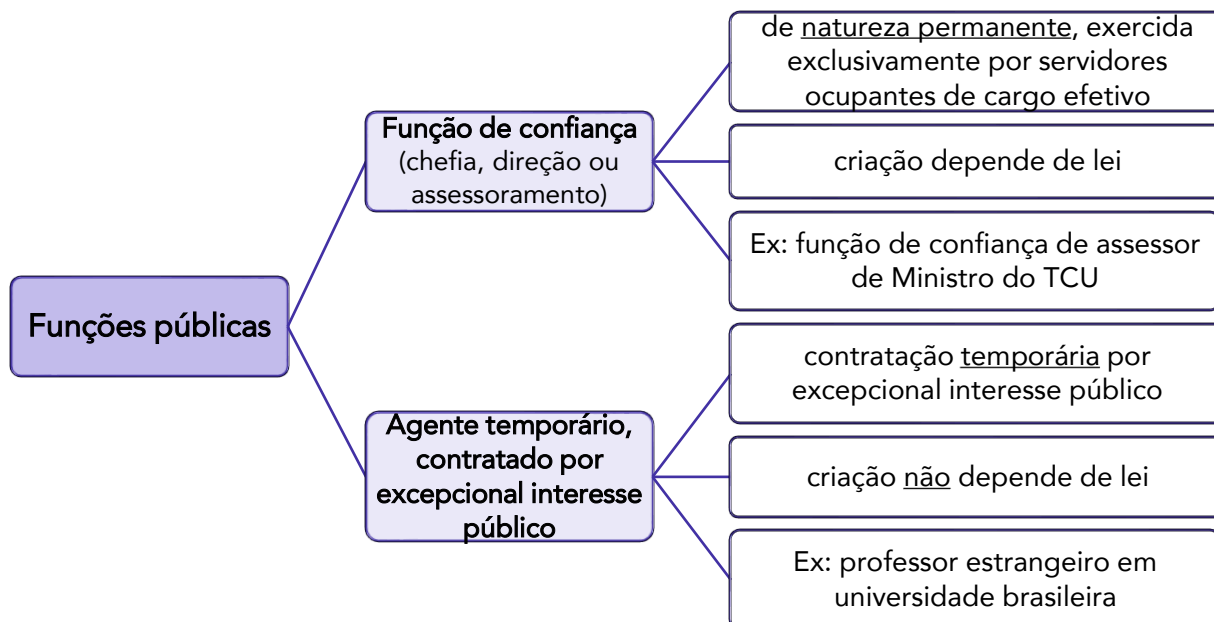 Funções públicas
Função de confiança
(chefia, direção ou
assessoramento)
de natureza permanente, exercida
exclusivamente por servidores
ocupantes de cargo efetivo
criação depende de lei
Ex: função de confiança de assessor
de Ministro do TCU
Agente temporário,
contratado por
excepcional interesse
público
contratação temporária por
excepcional interesse público
criação não depende de lei
Ex: professor estrangeiro em
universidade brasileira